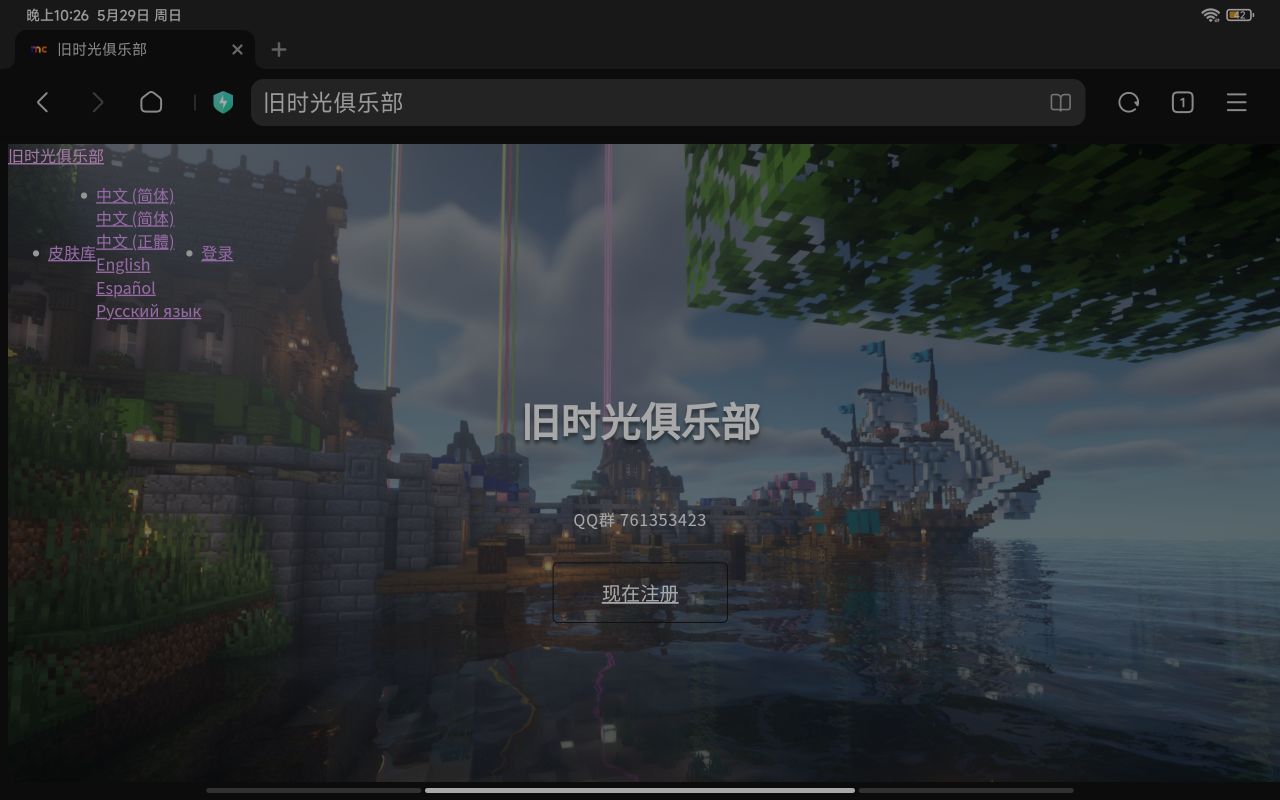 晚上10:26 5月29日 周日
42
mc 旧时光俱乐部
旧时光俱乐部
1
旧时光俱乐部
中文 (简体)
中文 (简体)
中文 (正體)
皮肤库
登录
English
Español
Русский язык
旧时光俱乐部
QQ群 761353423
现在注册